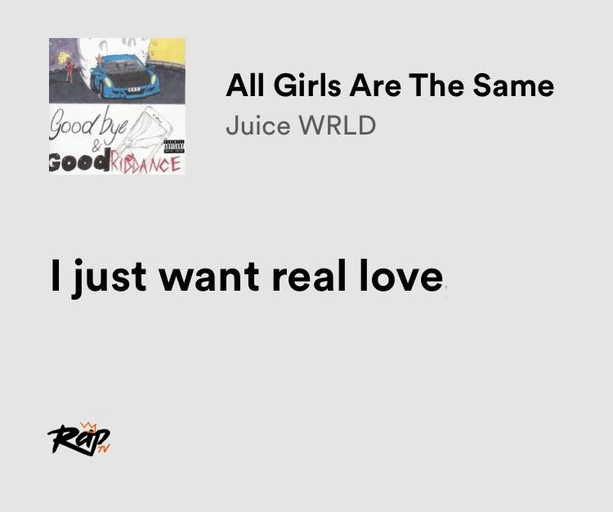 All Girls Are The Same
Juice WRLD
Good bye
&
Good RIDDANCE
I just want real love
Rap
TV